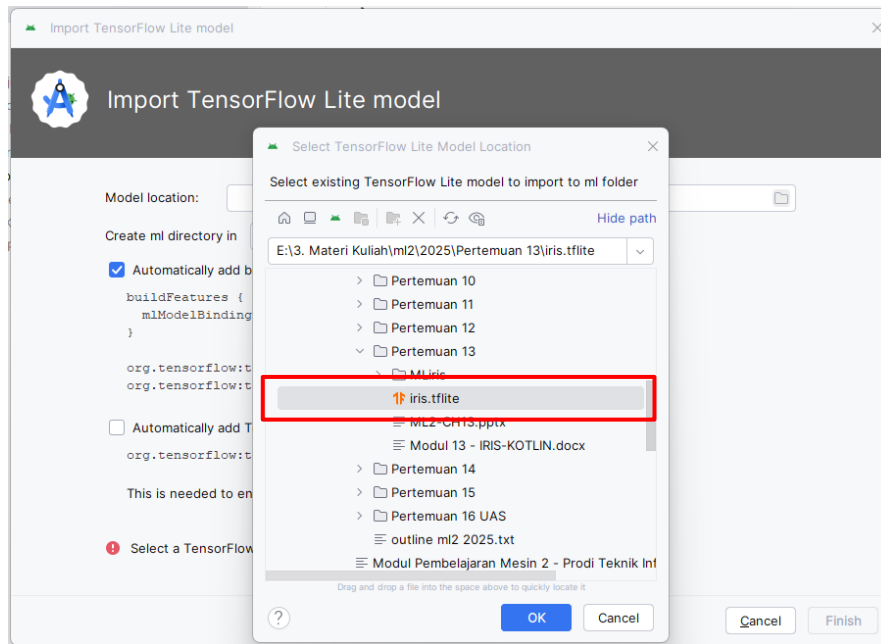 Import TensorFlow Lite model
Import TensorFlow Lite model
Model location:
Create ml directory in
Automatically add b
buildFeatures {
mlModelBinding
}
org.tensorflow:t
org.tensorflow:t
Automatically add T
org.tensorflow:t
This is needed to en
Select a TensorFlow
Cancel
Finish
Select TensorFlow Lite Model Location
Select existing TensorFlow Lite model to import to ml folder
Hide path
E:\3. Materi Kuliah\ml2\2025\Pertemuan 13\iris.tflite
Pertemuan 10
Pertemuan 11
Pertemuan 12
Pertemuan 13
MLiris
iris.tflite
ML2-CH13.pptx
Modul 13 - IRIS-KOTLIN.docx
Pertemuan 14
Pertemuan 15
Pertemuan 16 UAS
outline ml2 2025.txt
Modul Pembelajaran Mesin 2 - Prodi Teknik Inf
Drag and drop a file into the space above to quickly locate it
?
OK
Cancel